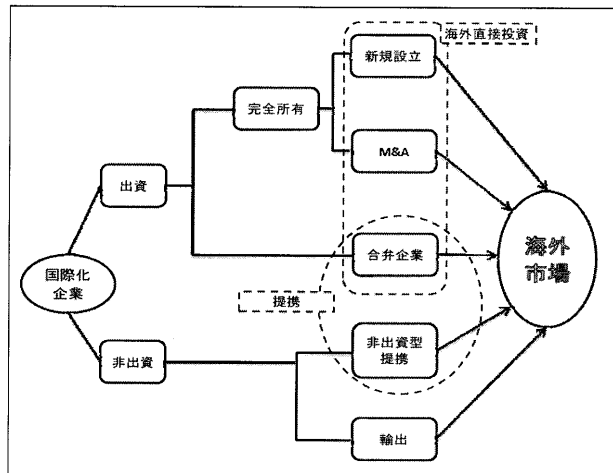 海外直接投資
新規設立
完全所有
M&A
出資
合弁企業
海外
市場
国際化
企業
提携
非出資型
提携
非出資
輸出